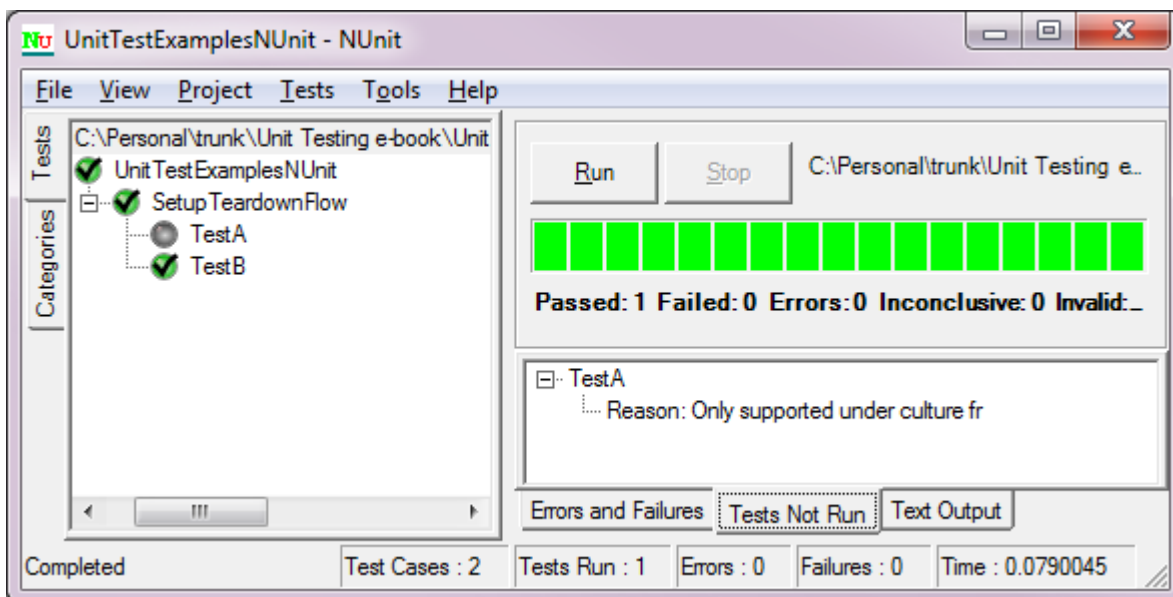 NU UnitTestExamplesNUnit - NUnit
File View Project Tests Tools Help
Tests
Categories
C:\Personal\trunk\Unit Testing e-book\Unit
UnitTestExamplesNUnit
SetupTeardownFlow
TestA
TestB
Run Stop C:\Personal\trunk\Unit Testing e...
Passed: 1 Failed: 0 Errors: 0 Inconclusive: 0 Invalid:...
TestA
Reason: Only supported under culture fr
Errors and Failures Tests Not Run Text Output
Completed Test Cases : 2 Tests Run : 1 Errors : 0 Failures : 0 Time : 0.0790045